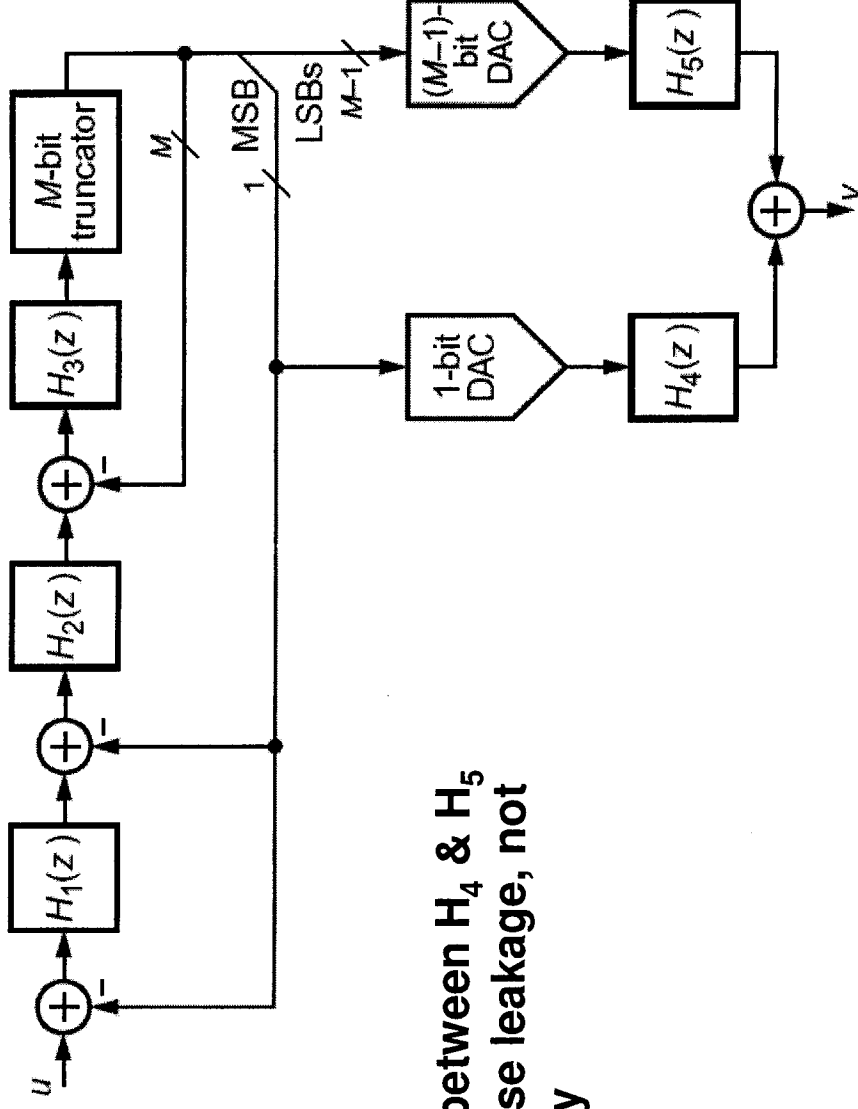 u
+
−
H₁(z)
+
−
H₂(z)
+
−
H₃(z)
M-bit
truncator
M
MSB
1
LSBs
M–1
1-bit
DAC
(M–1)-
bit
DAC
H₄(z)
H₅(z)
+
v
between H₄ & H₅
se leakage, not
y